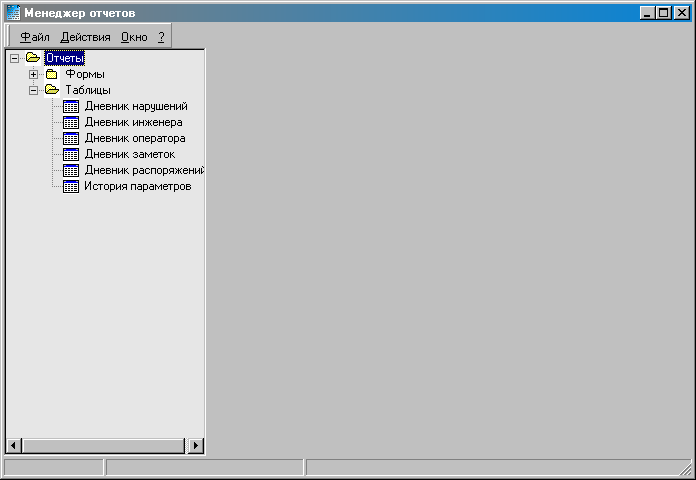 Менеджер отчетов
Файл Действия Окно ?
Отчеты
Формы
Таблицы
Дневник нарушений
Дневник инженера
Дневник оператора
Дневник заметок
Дневник распоряжений
История параметров